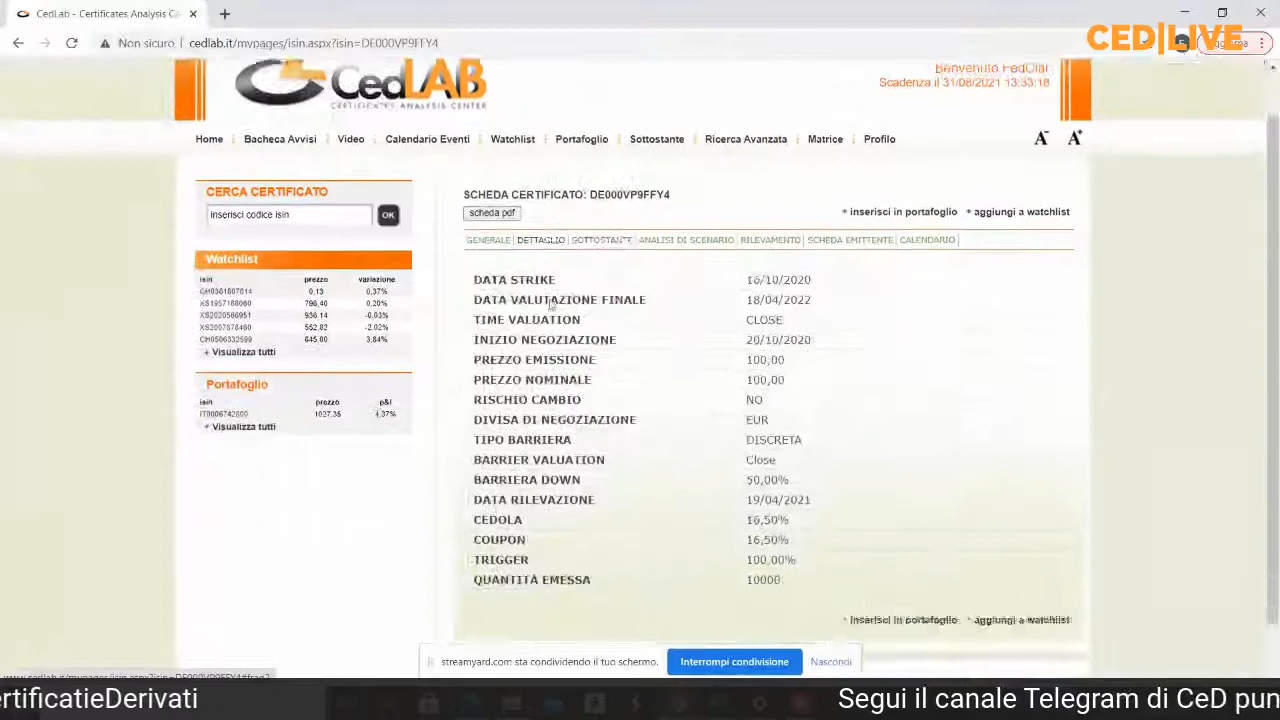 CedLab - Certificates Analysis C
CED|LIVE
Non sicuro
cedlab.it/mypages/isin.aspx?isin=DE000VP9FFY4
CedLAB
CERTIFICATES ANALYSIS CENTER
Benvenuto FedClar
Scadenza il 31/08/2021 13:33:18
Home Bacheca Avvisi Video Calendario Eventi Watchlist Portafoglio Sottostante Ricerca Avanzata Matrice Profilo
A- A+
CERCA CERTIFICATO
inserisci codice isin OK
Watchlist
isin prezzo variazione
CH0381807814 0,13 0,37%
XS1957188060 796,40 0,20%
XS2020566951 936,14 -0,03%
XS2007878460 552,82 -2,02%
CH0506332599 645,00 3,84%
+ Visualizza tutti
Portafoglio
isin prezzo p&l
IT0006742800 1027,35 4,37%
+ Visualizza tutti
SCHEDA CERTIFICATO: DE000VP9FFY4
scheda pdf
+ inserisci in portafoglio + aggiungi a watchlist
GENERALE | DETTAGLIO | SOTTOSTANTE | ANALISI DI SCENARIO | RILEVAMENTO | SCHEDA EMITTENTE | CALENDARIO |
DATA STRIKE 16/10/2020
DATA VALUTAZIONE FINALE 18/04/2022
TIME VALUATION CLOSE
INIZIO NEGOZIAZIONE 20/10/2020
PREZZO EMISSIONE 100,00
PREZZO NOMINALE 100,00
RISCHIO CAMBIO NO
DIVISA DI NEGOZIAZIONE EUR
TIPO BARRIERA DISCRETA
BARRIER VALUATION Close
BARRIERA DOWN 50,00%
DATA RILEVAZIONE 19/04/2021
CEDOLA 16,50%
COUPON 16,50%
TRIGGER 100,00%
QUANTITÀ EMESSA 10000
+ inserisci in portafoglio + aggiungi a watchlist
streamyard.com sta condividendo il tuo schermo. Interrompi condivisione Nascondi
ertificatieDerivati Segui il canale Telegram di CeD pun